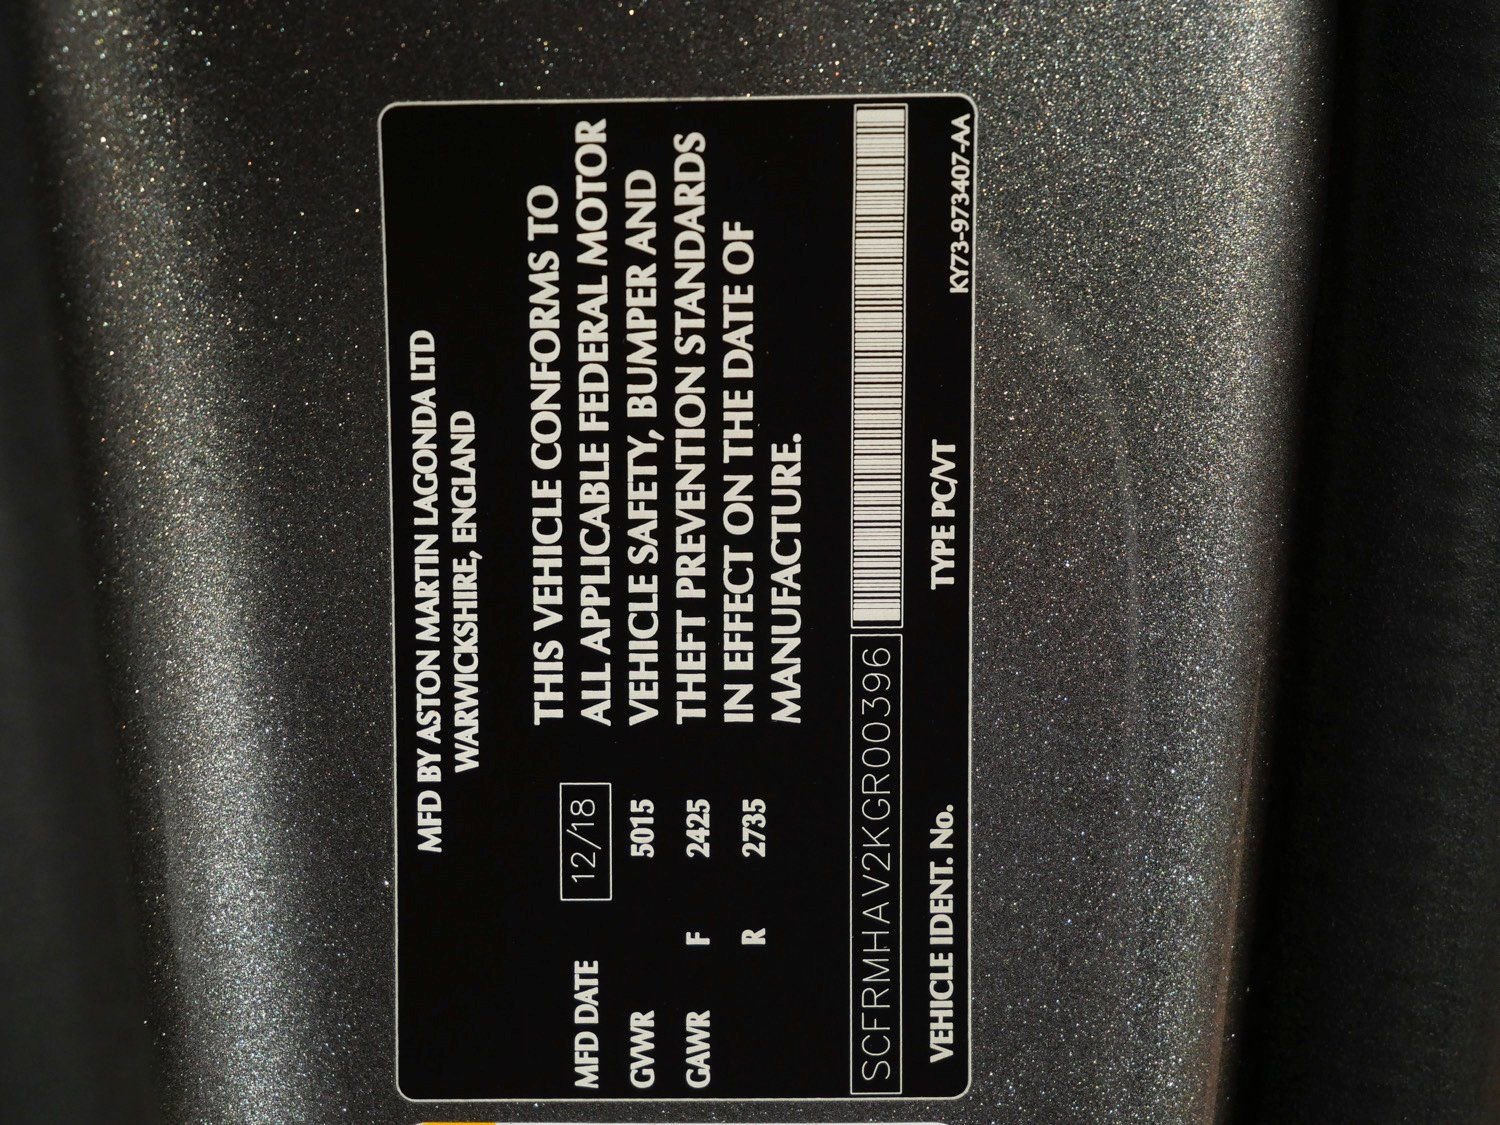 MFD BY ASTON MARTIN LAGONDA LTD
WARWICKSHIRE, ENGLAND
MFD DATE 12/18
GVWR 5015
GAWR F 2425
R 2735
THIS VEHICLE CONFORMS TO
ALL APPLICABLE FEDERAL MOTOR
VEHICLE SAFETY, BUMPER AND
THEFT PREVENTION STANDARDS
IN EFFECT ON THE DATE OF
MANUFACTURE.
SCFRMHAV2KGR00396
VEHICLE IDENT. No. TYPE PC/VT
KY73-973407-AA